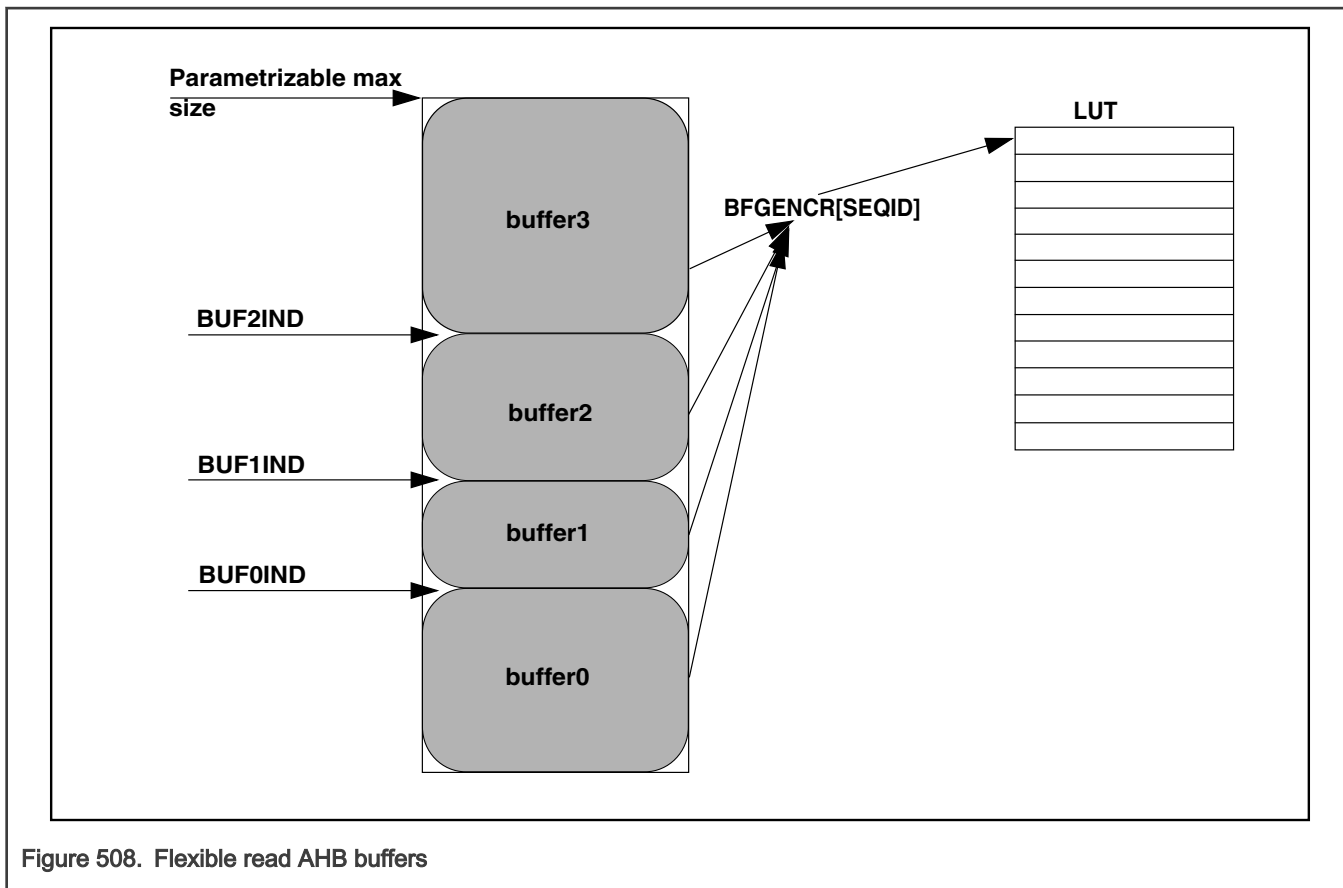 Parametrizable max
size
LUT
buffer3
BFGENCR[SEQID]
BUF2IND
buffer2
BUF1IND
buffer1
BUF0IND
buffer0
Figure 508. Flexible read AHB buffers